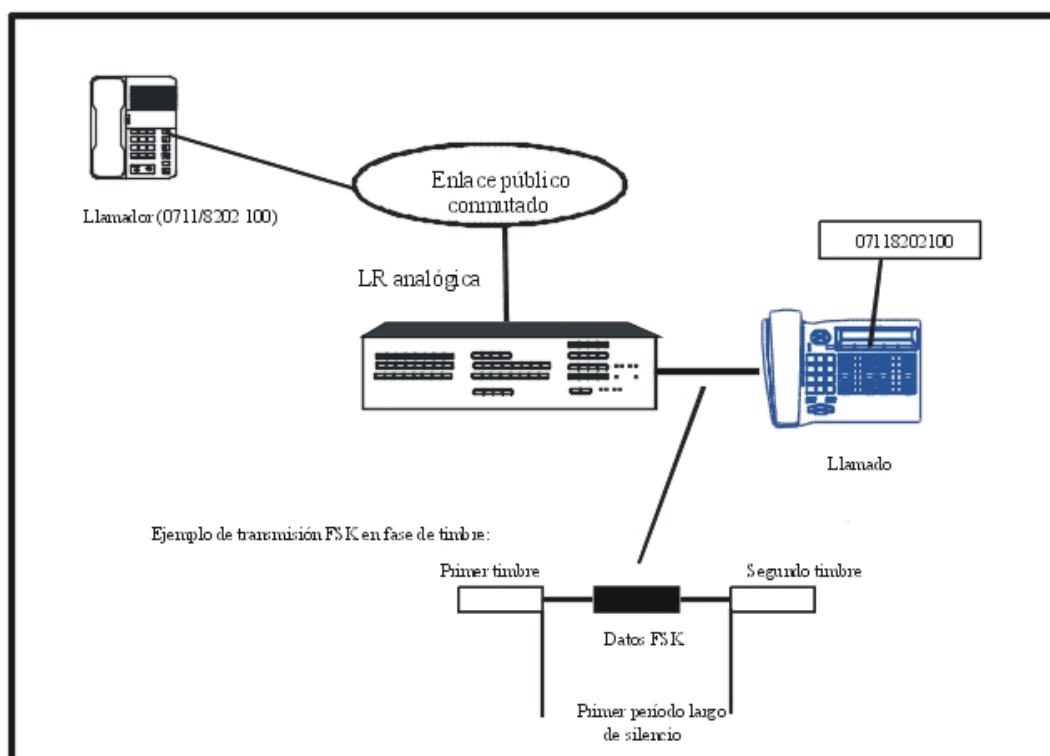 Enlace público
conmutado
Llamador (0711/8202 100)
07118202100
LR analógica
Llamado
Ejemplo de transmisión FSK en fase de timbre:
Primer timbre
Segundo timbre
Datos FSK
Primer período largo
de silencio